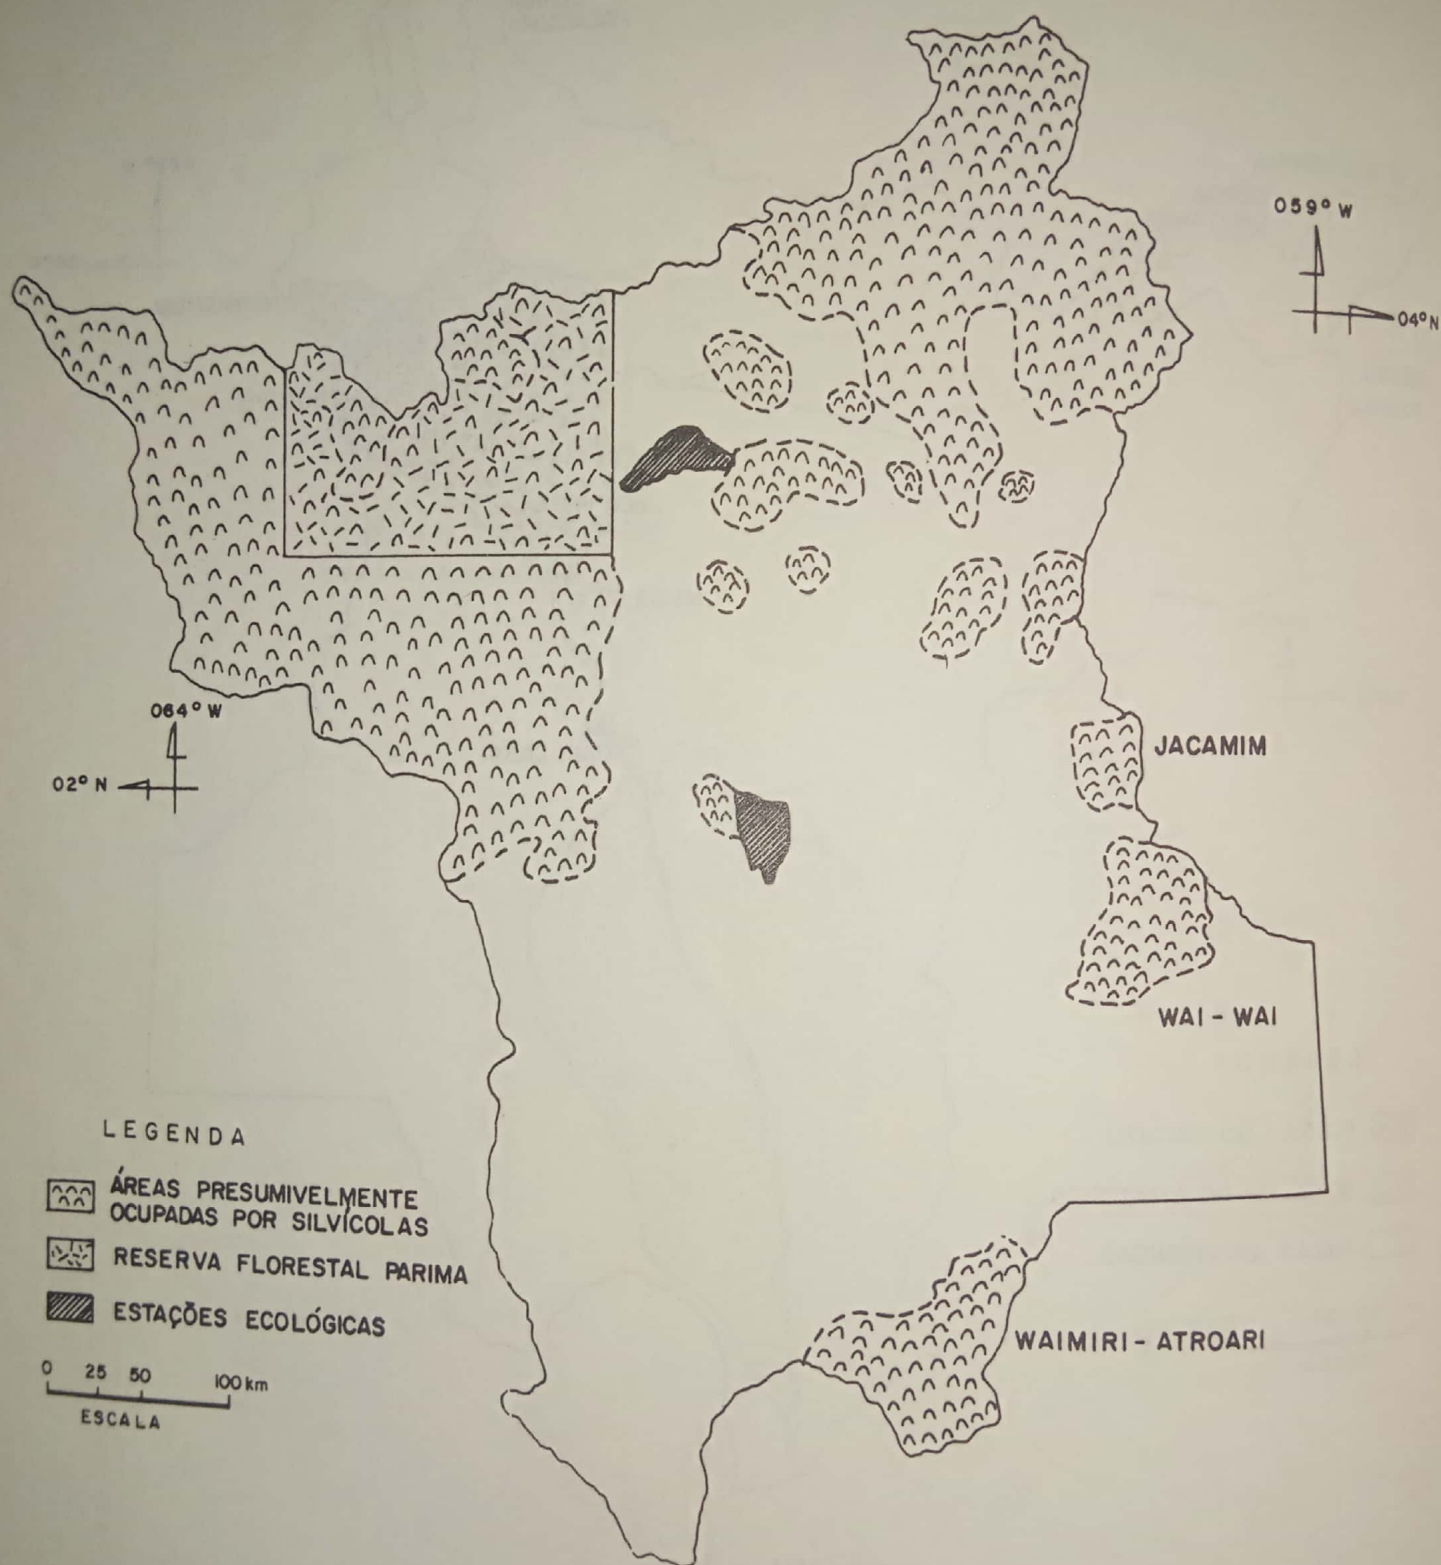 059° W
04° N
064° W
02° N
JACAMIM
WAI - WAI
LEGENDA
ÁREAS PRESUMIVELMENTE
OCUPADAS POR SILVÍCOLAS
RESERVA FLORESTAL PARIMA
ESTAÇÕES ECOLÓGICAS
0 25 50 100 km
ESCALA
WAIMIRI - ATROARI